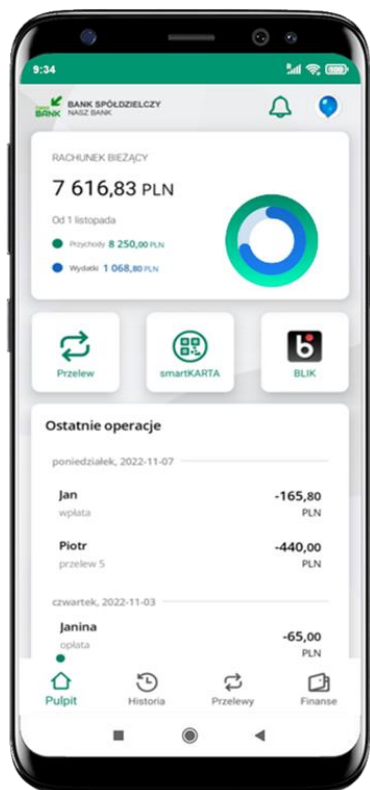 9:34
BANK SPÓŁDZIELCZY
BANK NASZ BANK
RACHUNEK BIEŻĄCY
7 616,83 PLN
Od 1 listopada
Przychody 8 250,00 PLN
Wydatki 1 068,80 PLN
Przelew
smartKARTA
BLIK
Ostatnie operacje
poniedziałek, 2022-11-07
Jan -165,80
wpłata PLN
Piotr -440,00
przelew 5 PLN
czwartek, 2022-11-03
Janina -65,00
opłata PLN
Pulpit Historia Przelewy Finanse